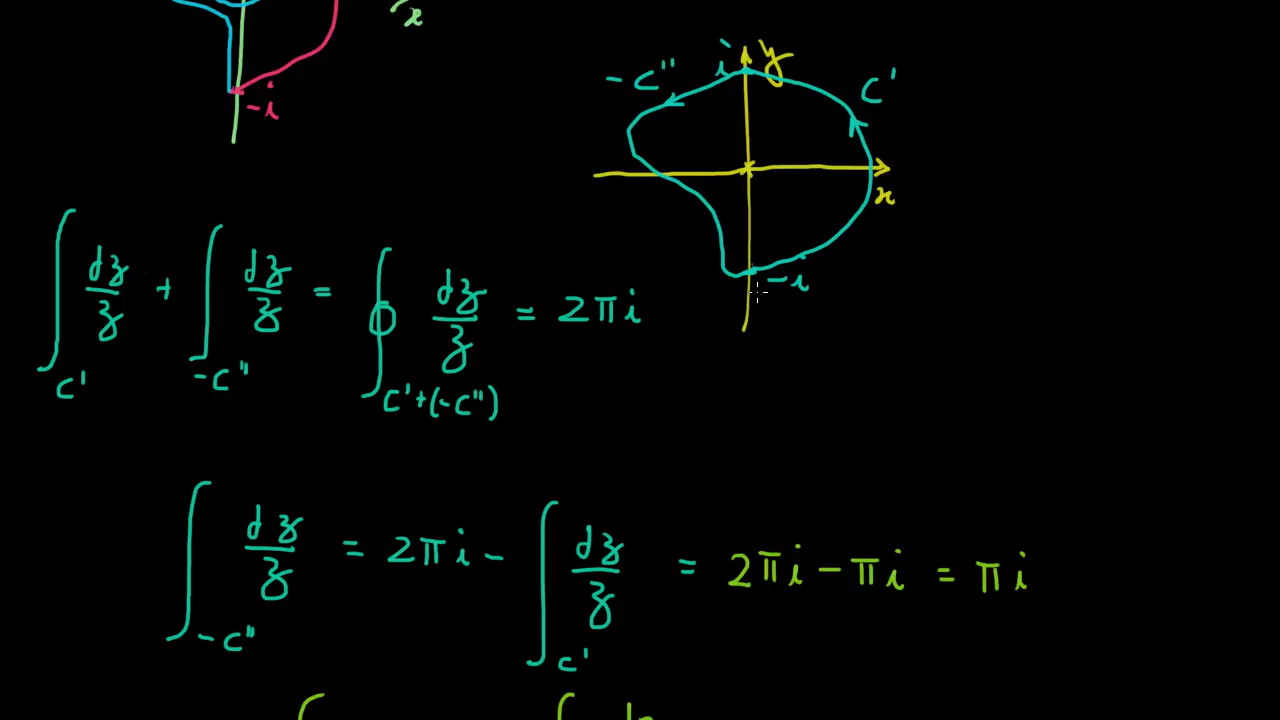 x
-i
-c'' i y c'
x
-i
∫_{c'} dz/z + ∫_{-c''} dz/z = ∮_{c'+(-c'')} dz/z = 2πi
∫_{-c''} dz/z = 2πi - ∫_{c'} dz/z = 2πi - πi = πi